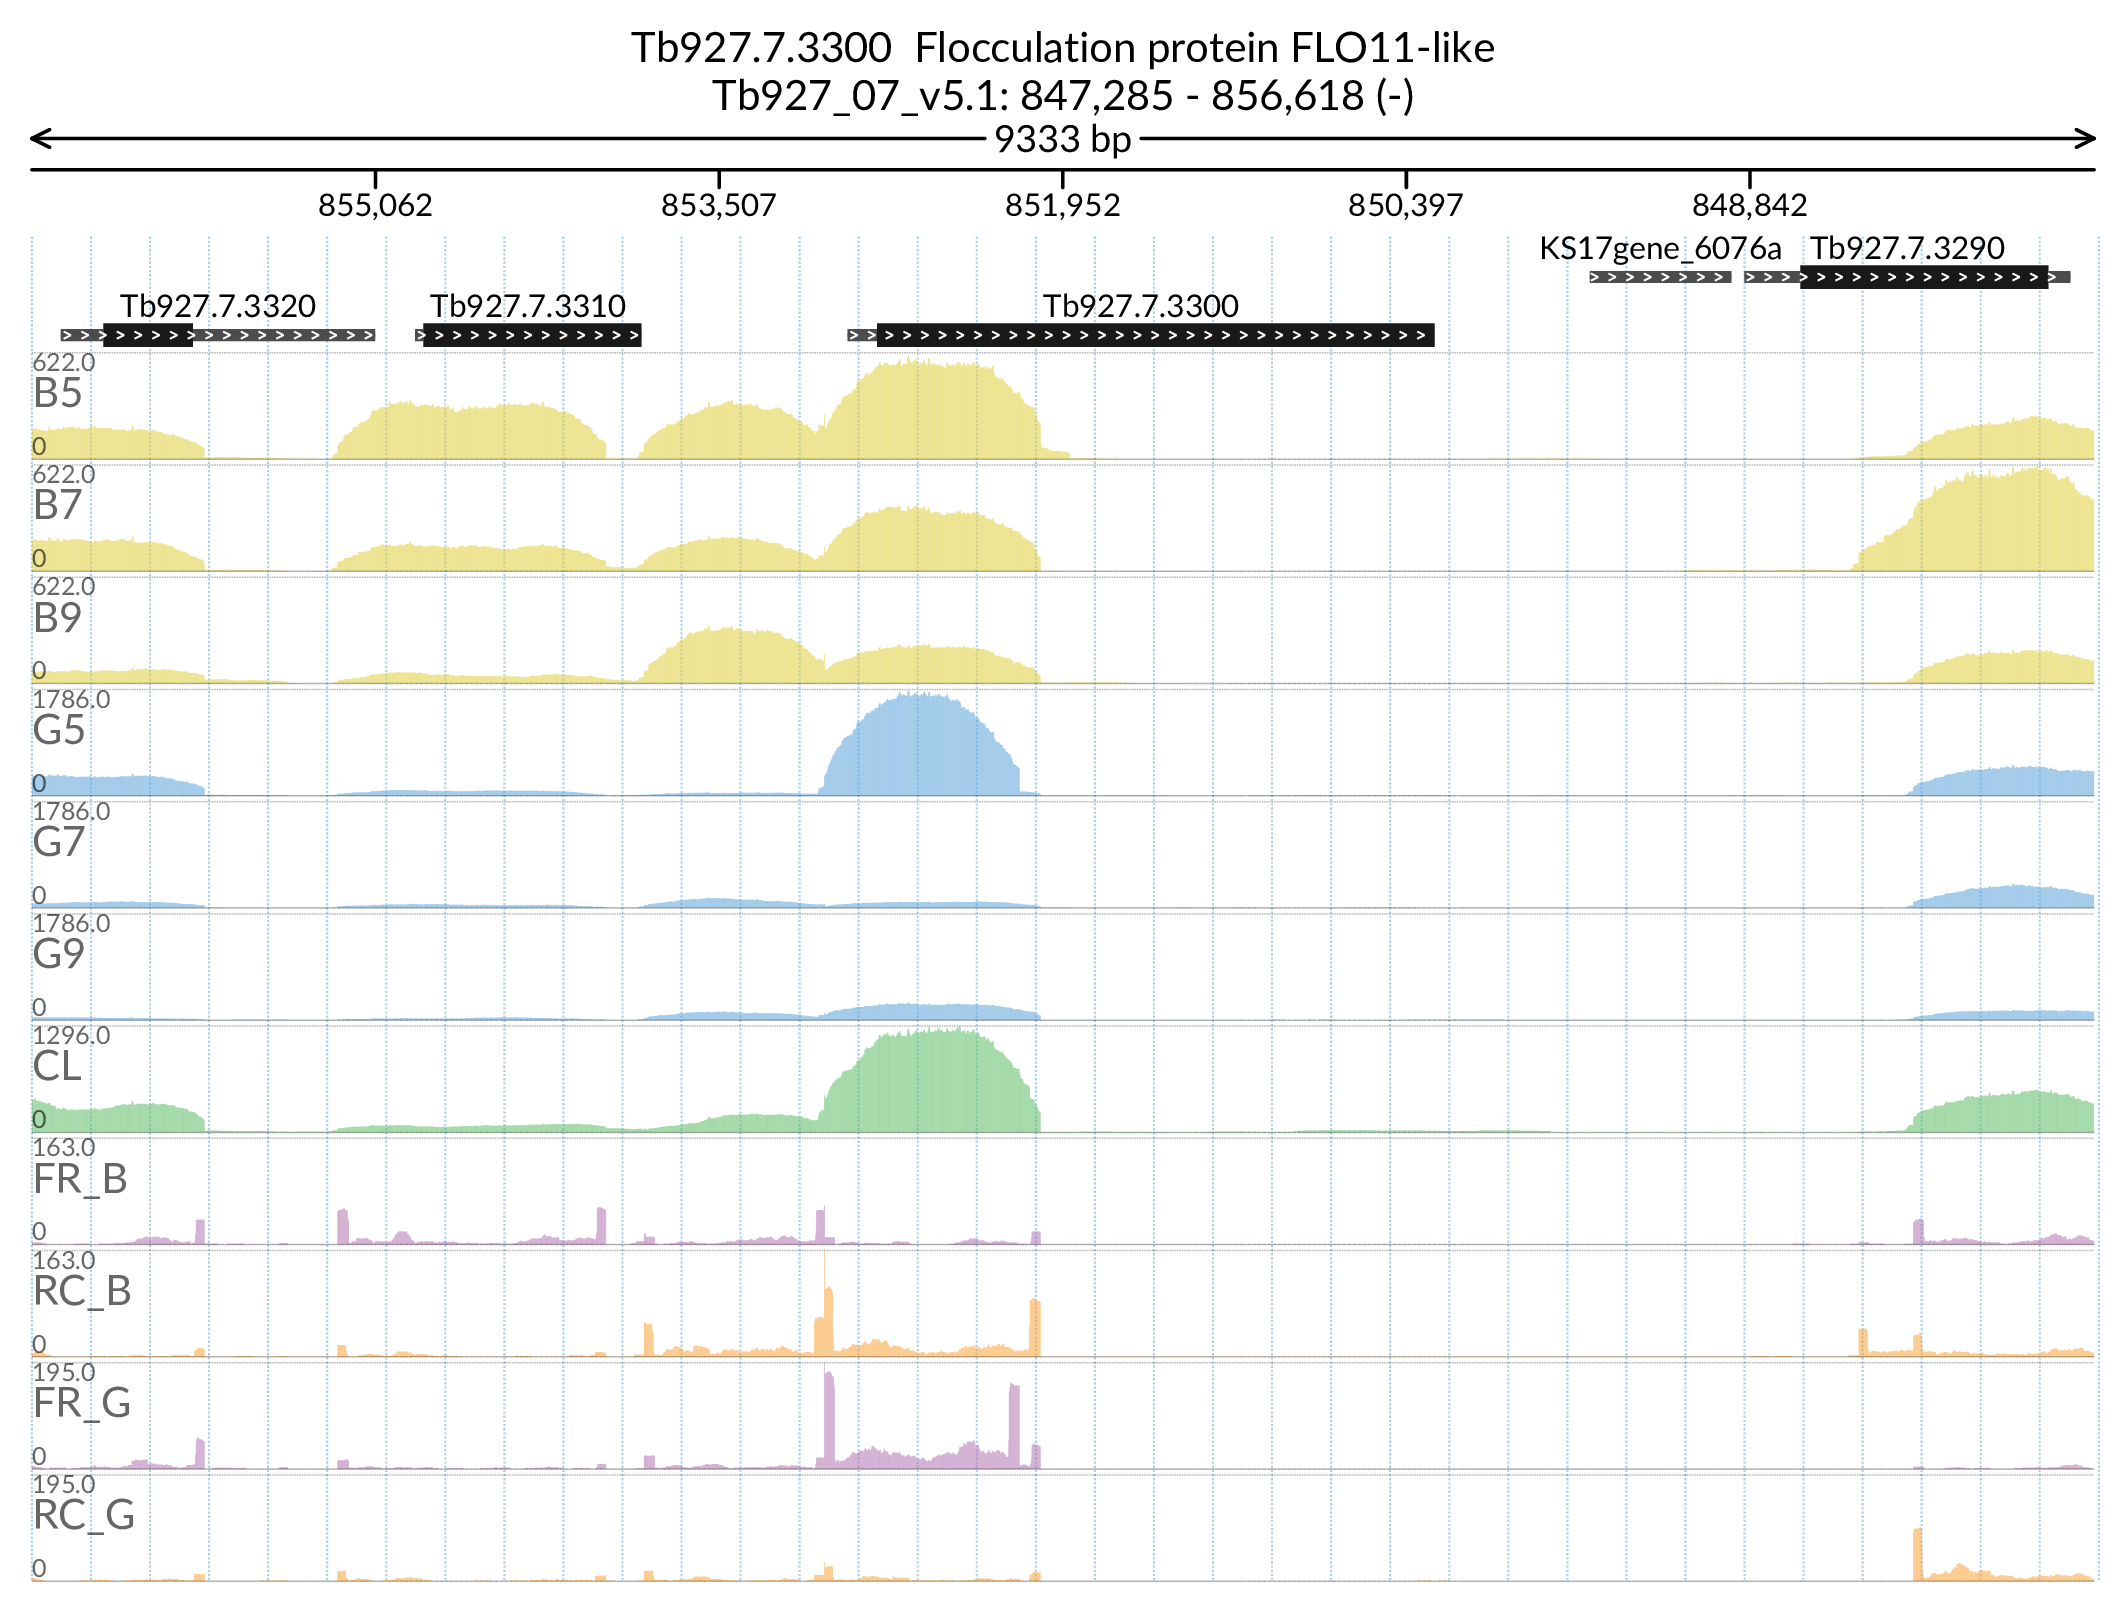 Tb927.7.3300  Flocculation protein FLO11-like
Tb927_07_v5.1: 847,285 - 856,618 (-)
9333 bp
855,062 853,507 851,952 850,397 848,842
KS17gene_6076a Tb927.7.3290
Tb927.7.3320 Tb927.7.3310 Tb927.7.3300
622.0
B5
0
622.0
B7
0
622.0
B9
0
1786.0
G5
0
1786.0
G7
0
1786.0
G9
0
1296.0
CL
0
163.0
FR_B
0
163.0
RC_B
0
195.0
FR_G
0
195.0
RC_G
0